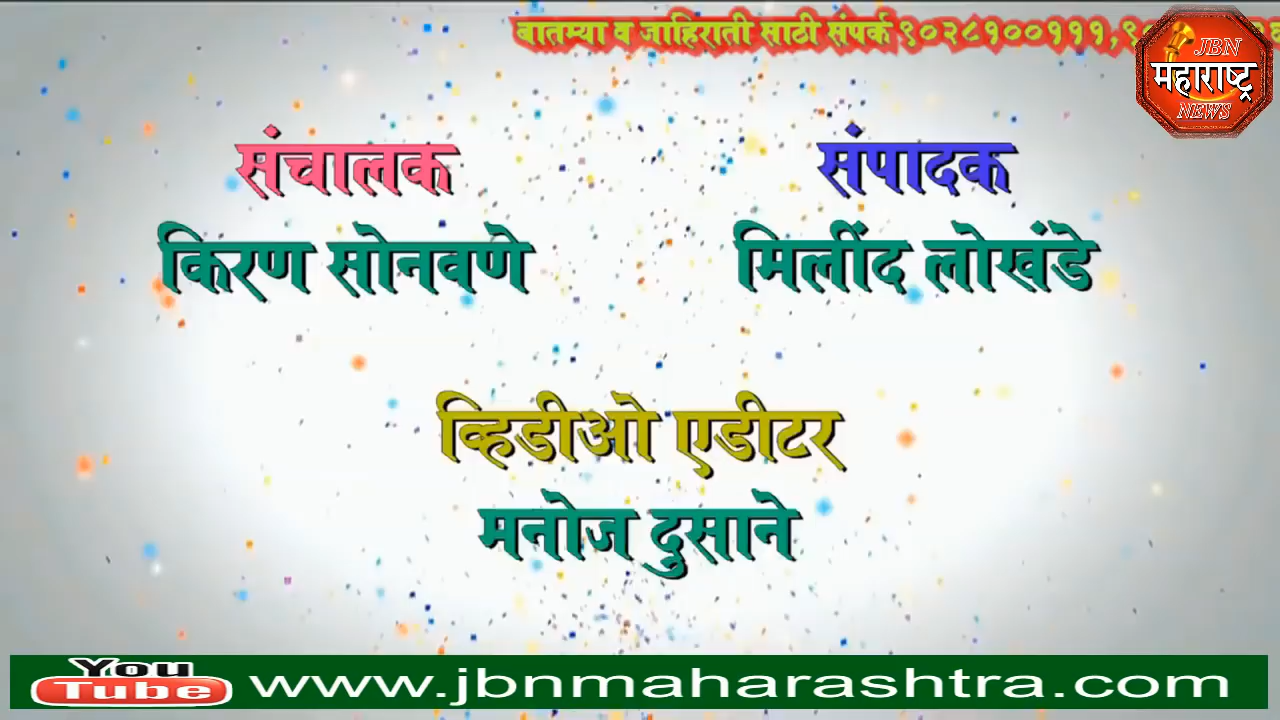 बातम्या व जाहिराती साठी संपर्क ९०२८१००१११,
JBN
महाराष्ट्र
NEWS
संचालक
संपादक
किरण सोनवणे
मिलींद लोखंडे
व्हिडीओ एडीटर
मनोज दुसाने
You
Tube
www.jbnmaharashtra.com